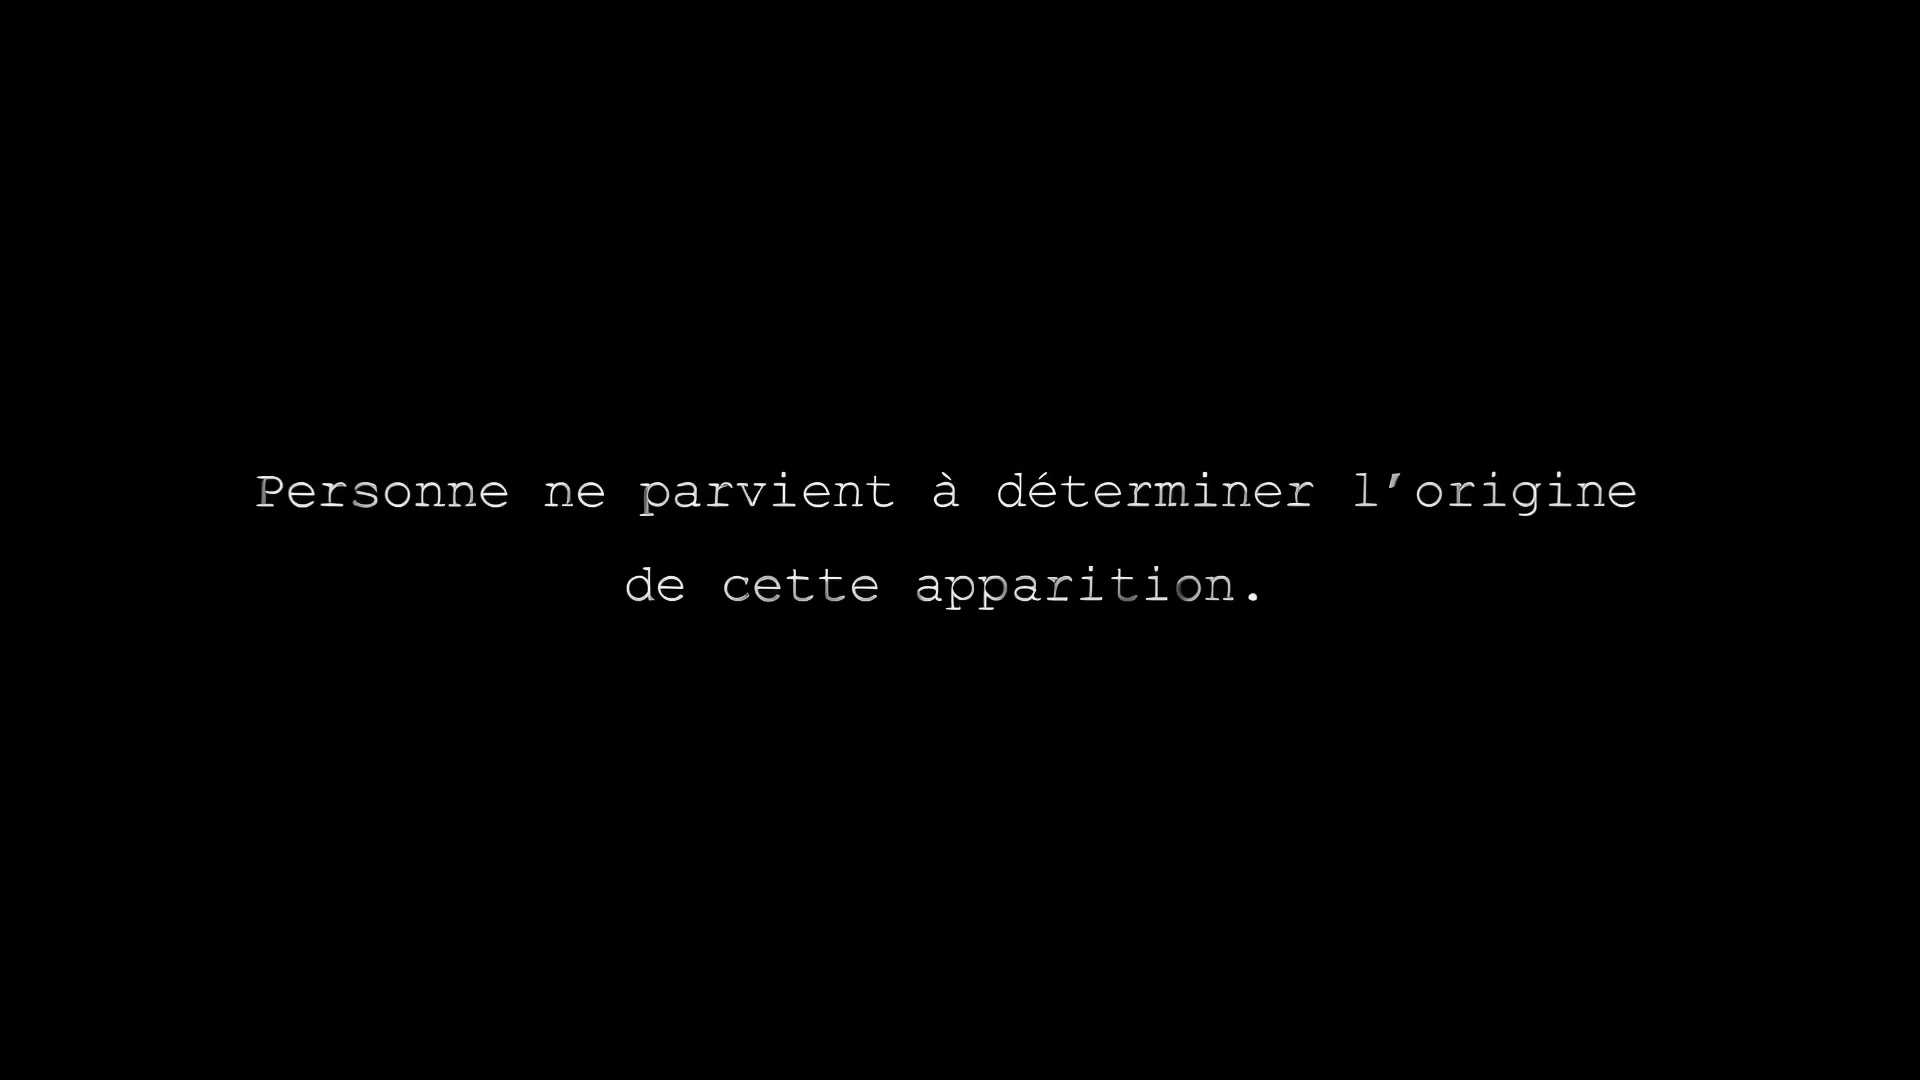 Personne ne parvient à déterminer l’origine
de cette apparition.